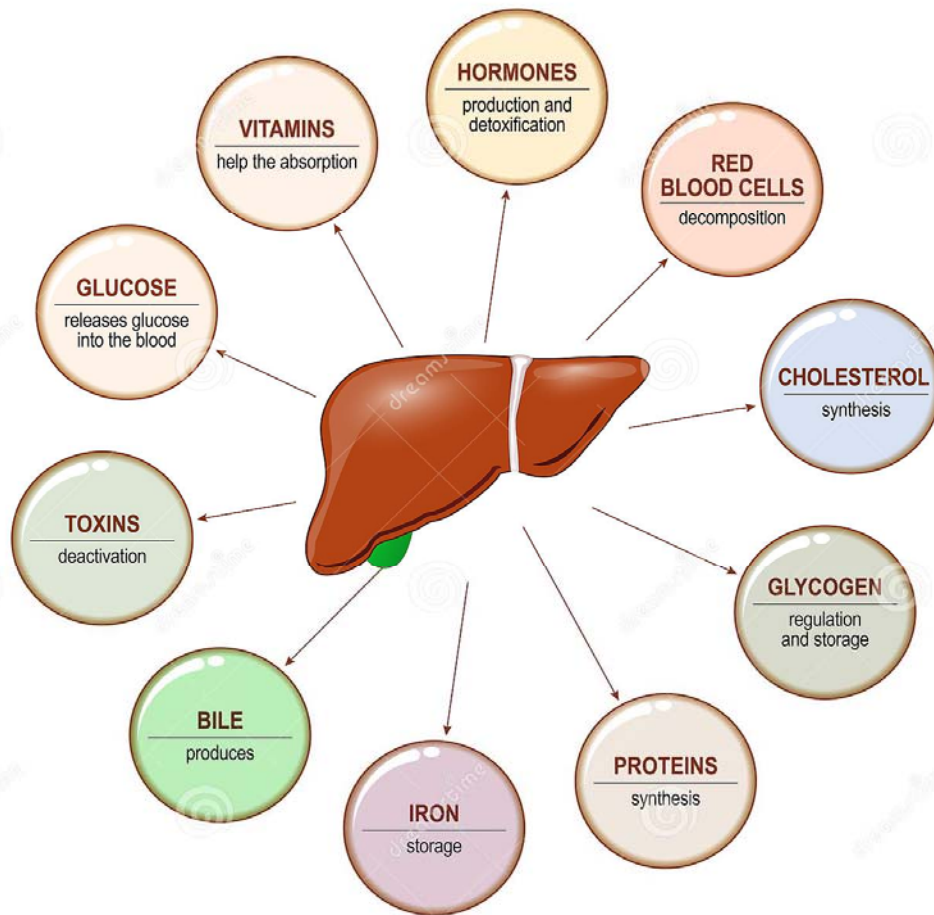 HORMONES
production and
detoxification
VITAMINS
help the absorption
RED
BLOOD CELLS
decomposition
GLUCOSE
releases glucose
into the blood
CHOLESTEROL
synthesis
TOXINS
deactivation
GLYCOGEN
regulation
and storage
BILE
produces
PROTEINS
synthesis
IRON
storage